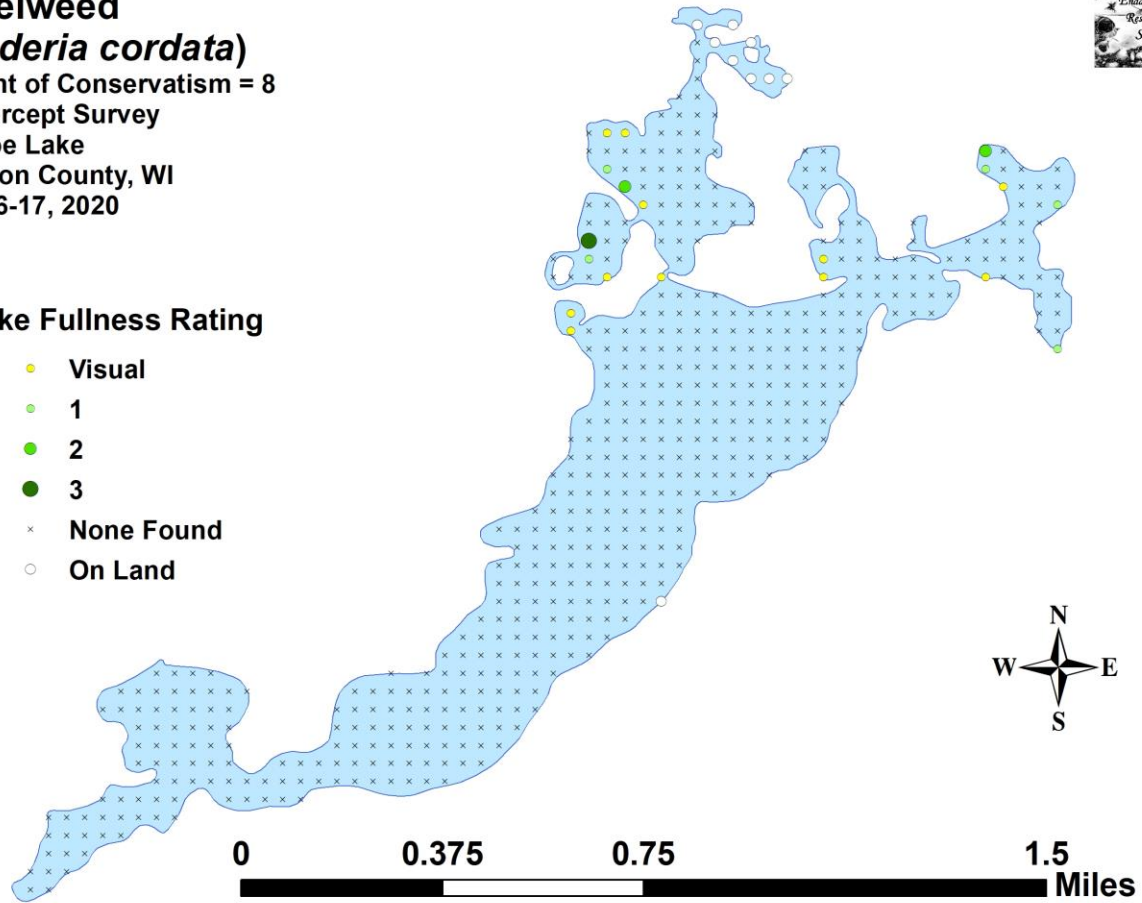 elweed
deria cordata)
nt of Conservatism = 8
rcept Survey
e Lake
on County, WI
6-17, 2020
ke Fullness Rating
Visual
1
2
3
None Found
On Land
N
W E
S
0 0.375 0.75 1.5
Miles